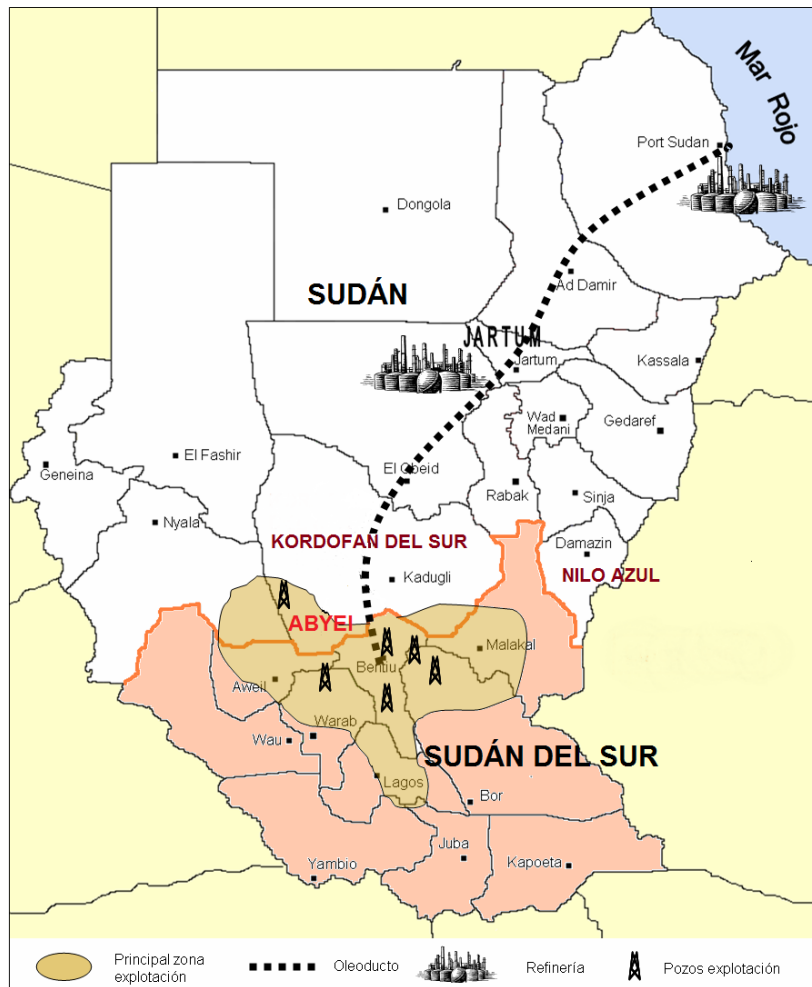 Mar Rojo
Port Sudan
Dongola
SUDÁN
Ad Damir
JARTUM
Jartum
Kassala
Wad
Medani
Gedaref
El Fashir
Geneina
El Obeid
Rabak
Sinja
Nyala
KORDOFAN DEL SUR
Damazin
Kadugli
NILO AZUL
ABYEI
Malakal
Bentiu
Aweil
Warab
Wau
SUDÁN DEL SUR
Lagos
Bor
Juba
Kapoeta
Yambio
Principal zona
explotación
Oleoducto
Refinería
Pozos explotación